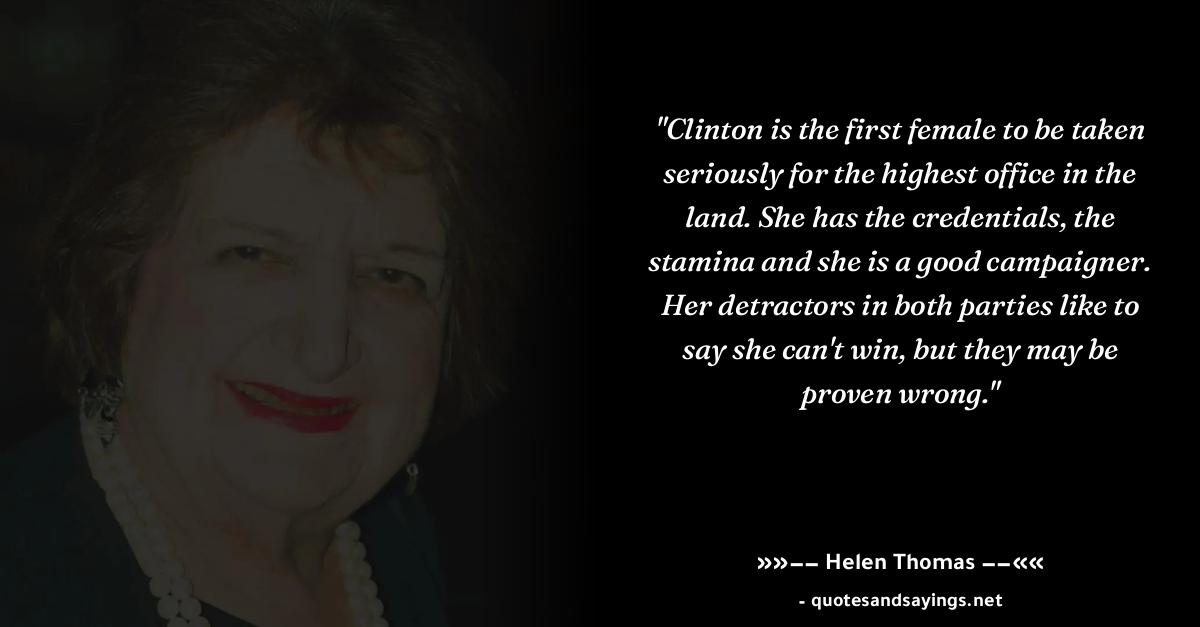 "Clinton is the first female to be taken
seriously for the highest office in the
land. She has the credentials, the
stamina and she is a good campaigner.
Her detractors in both parties like to
say she can't win, but they may be
proven wrong."
»»−− Helen Thomas −−««
- quotesandsayings.net